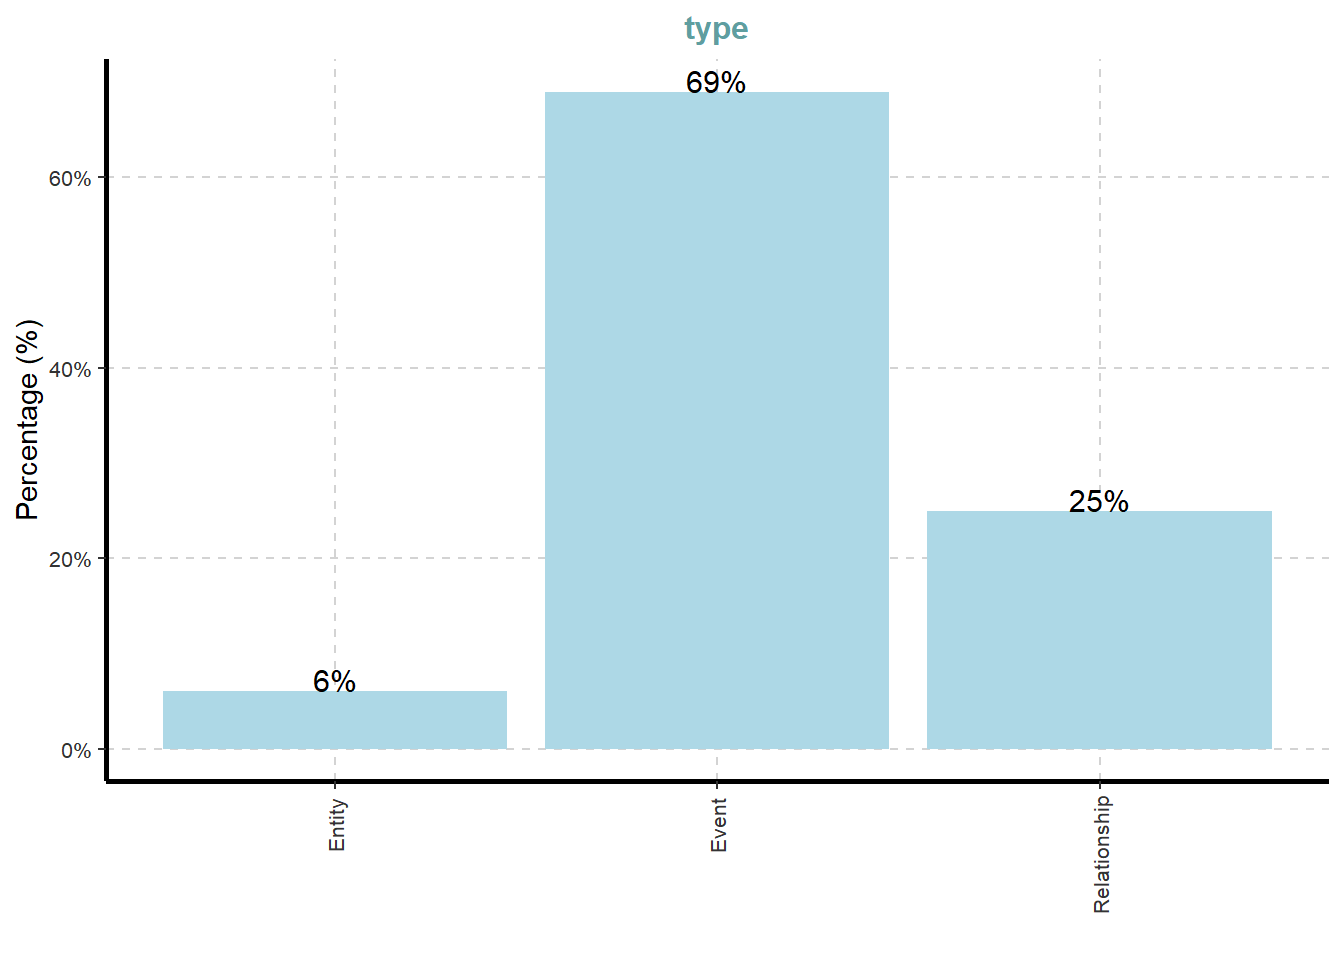 type
69%
60%
40%
25%
20%
6%
0%
Percentage (%)
Entity
Event
Relationship